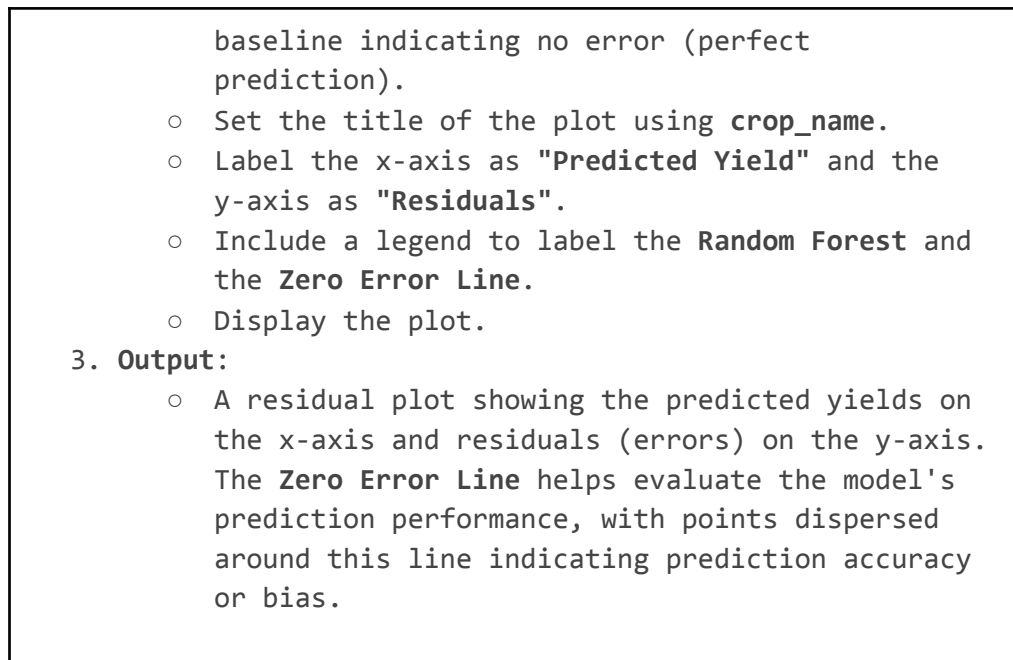 baseline indicating no error (perfect
prediction).
○ Set the title of the plot using crop_name.
○ Label the x-axis as "Predicted Yield" and the
y-axis as "Residuals".
○ Include a legend to label the Random Forest and
the Zero Error Line.
○ Display the plot.
3. Output:
○ A residual plot showing the predicted yields on
the x-axis and residuals (errors) on the y-axis.
The Zero Error Line helps evaluate the model's
prediction performance, with points dispersed
around this line indicating prediction accuracy
or bias.